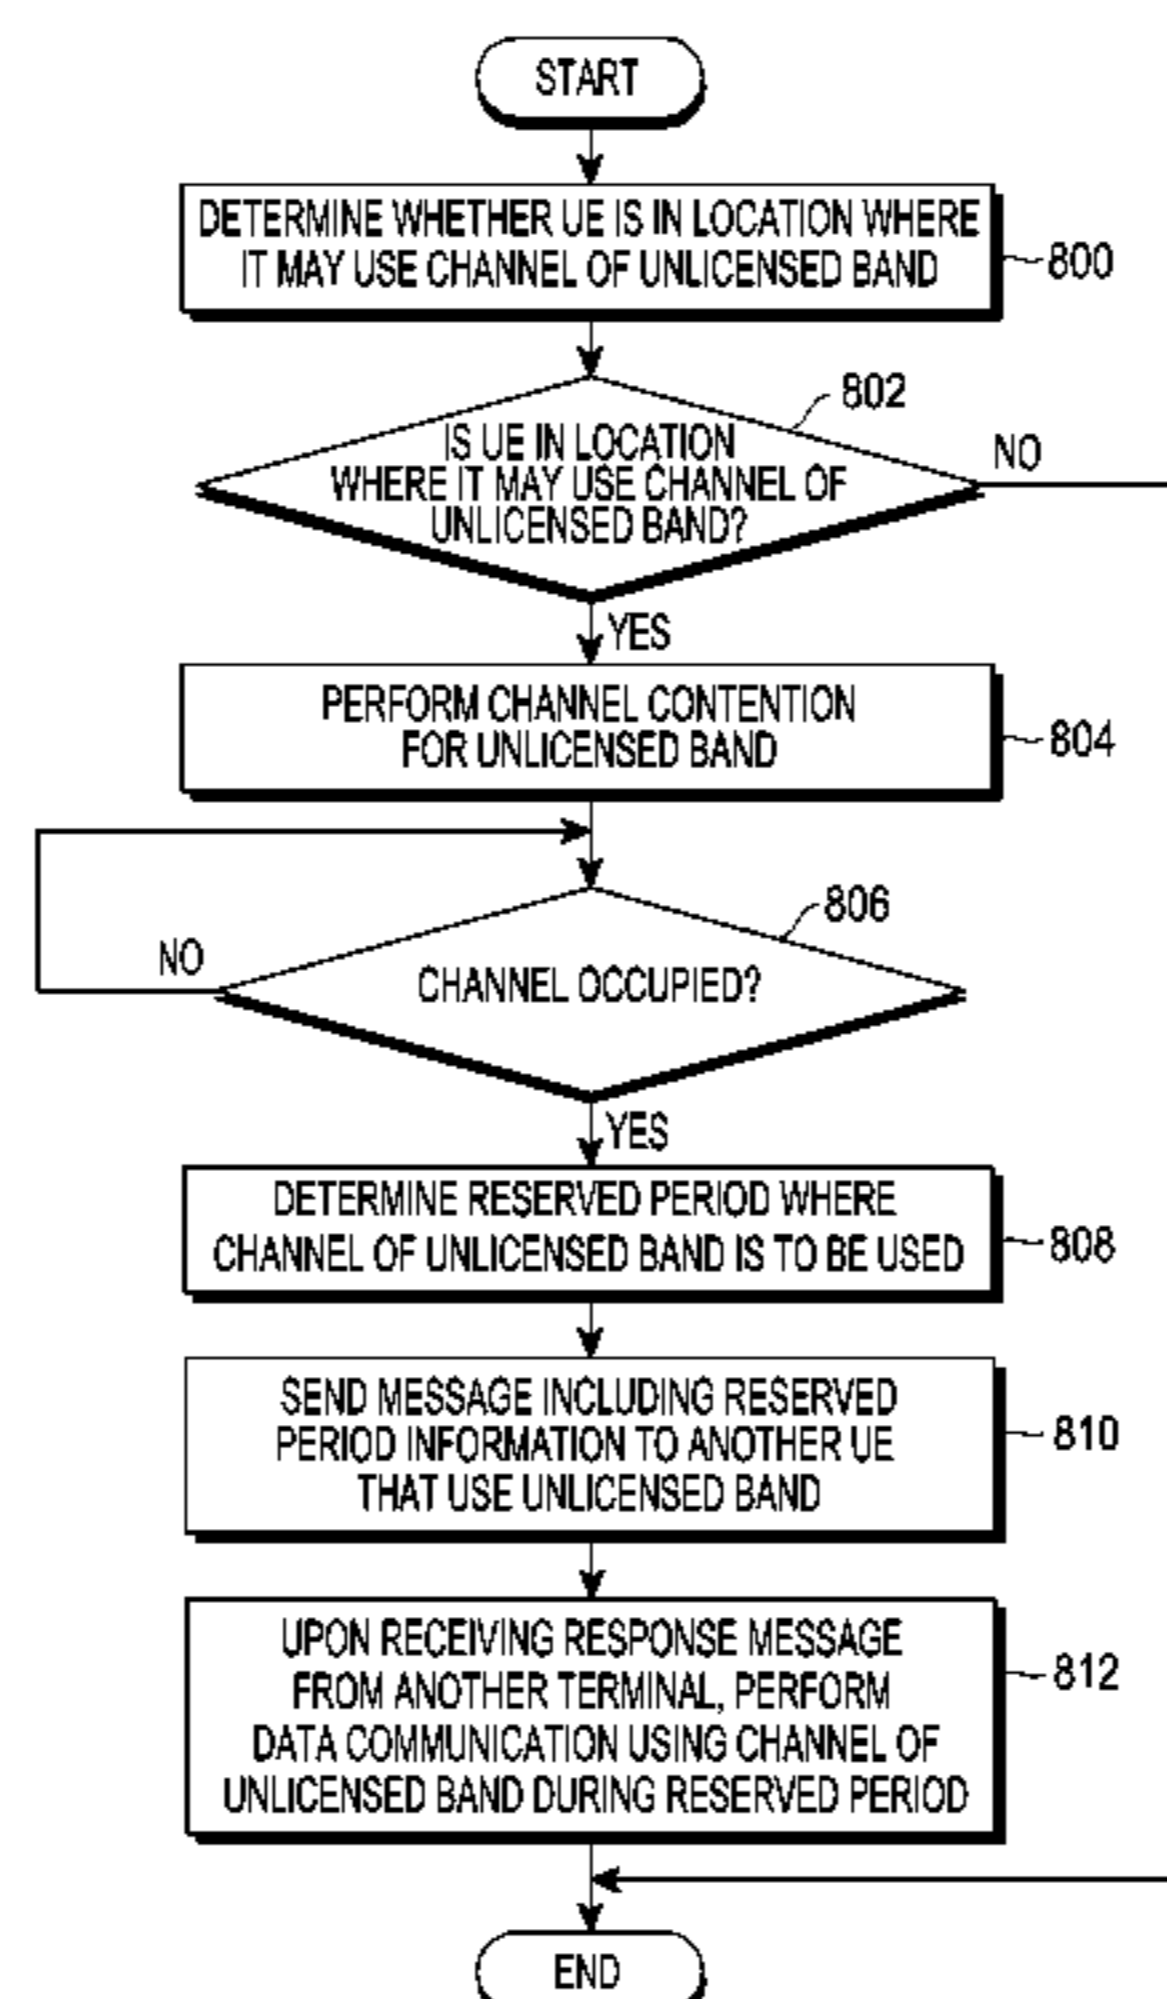 START
DETERMINE WHETHER UE IS IN LOCATION WHERE
IT MAY USE CHANNEL OF UNLICENSED BAND
800
802
IS UE IN LOCATION
WHERE IT MAY USE CHANNEL OF
UNLICENSED BAND?
NO
YES
PERFORM CHANNEL CONTENTION
FOR UNLICENSED BAND
804
806
NO
CHANNEL OCCUPIED?
YES
DETERMINE RESERVED PERIOD WHERE
CHANNEL OF UNLICENSED BAND IS TO BE USED
808
SEND MESSAGE INCLUDING RESERVED
PERIOD INFORMATION TO ANOTHER UE
THAT USE UNLICENSED BAND
810
UPON RECEIVING RESPONSE MESSAGE
FROM ANOTHER TERMINAL, PERFORM
DATA COMMUNICATION USING CHANNEL OF
UNLICENSED BAND DURING RESERVED PERIOD
812
END